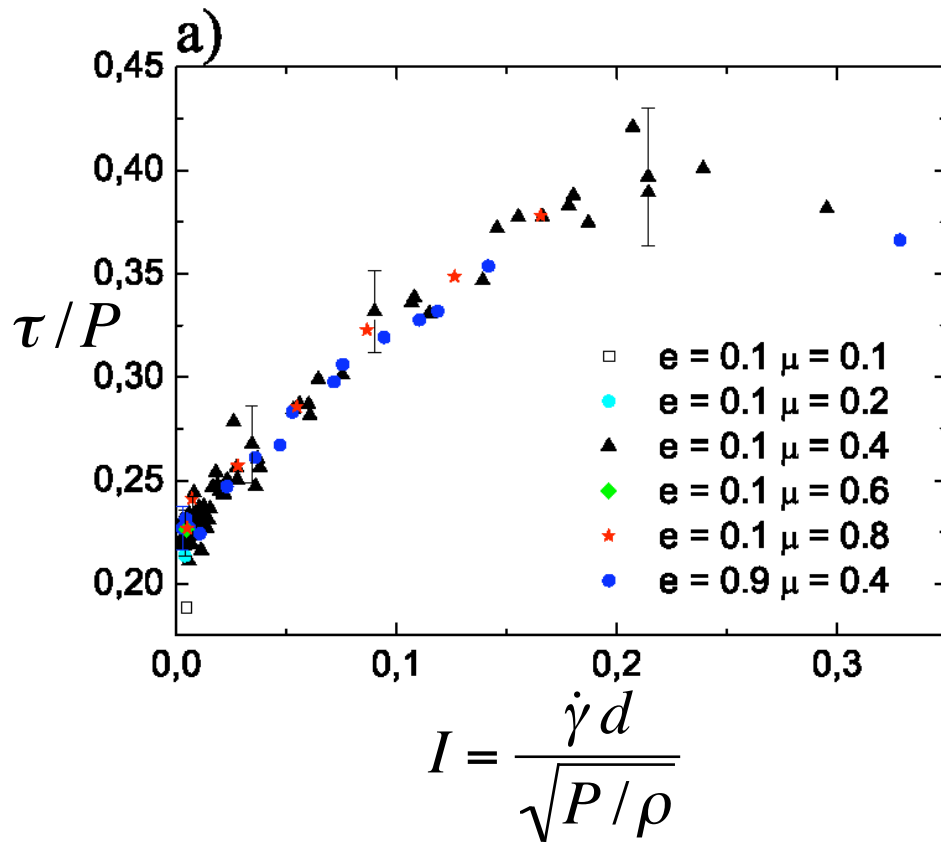 a)
0,45
0,40
0,35
τ/P
0,30
0,25
0,20
e = 0.1 μ = 0.1
e = 0.1 μ = 0.2
e = 0.1 μ = 0.4
e = 0.1 μ = 0.6
e = 0.1 μ = 0.8
e = 0.9 μ = 0.4
0,0 0,1 0,2 0,3
I = γ̇ d / √(P/ρ)